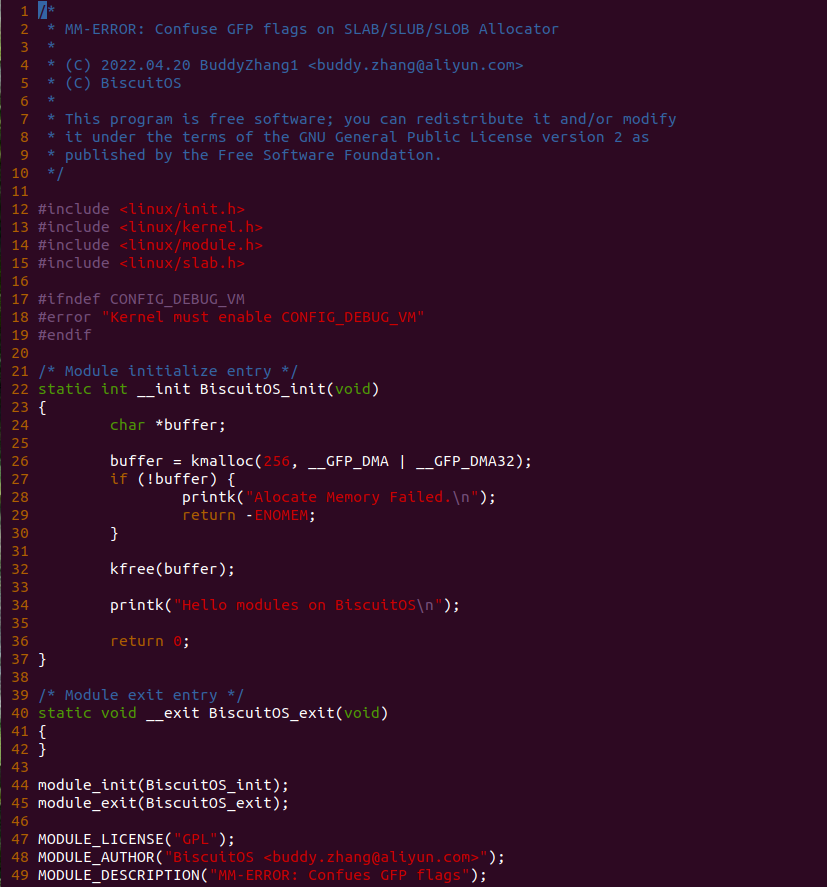 1 /*
2  * MM-ERROR: Confuse GFP flags on SLAB/SLUB/SLOB Allocator
3  *
4  * (C) 2022.04.20 BuddyZhang1 <buddy.zhang@aliyun.com>
5  * (C) BiscuitOS
6  *
7  * This program is free software; you can redistribute it and/or modify
8  * it under the terms of the GNU General Public License version 2 as
9  * published by the Free Software Foundation.
10  */
11
12 #include <linux/init.h>
13 #include <linux/kernel.h>
14 #include <linux/module.h>
15 #include <linux/slab.h>
16
17 #ifndef CONFIG_DEBUG_VM
18 #error "Kernel must enable CONFIG_DEBUG_VM"
19 #endif
20
21 /* Module initialize entry */
22 static int __init BiscuitOS_init(void)
23 {
24         char *buffer;
25
26         buffer = kmalloc(256, __GFP_DMA | __GFP_DMA32);
27         if (!buffer) {
28                 printk("Alocate Memory Failed.\n");
29                 return -ENOMEM;
30         }
31
32         kfree(buffer);
33
34         printk("Hello modules on BiscuitOS\n");
35
36         return 0;
37 }
38
39 /* Module exit entry */
40 static void __exit BiscuitOS_exit(void)
41 {
42 }
43
44 module_init(BiscuitOS_init);
45 module_exit(BiscuitOS_exit);
46
47 MODULE_LICENSE("GPL");
48 MODULE_AUTHOR("BiscuitOS <buddy.zhang@aliyun.com>");
49 MODULE_DESCRIPTION("MM-ERROR: Confues GFP flags");